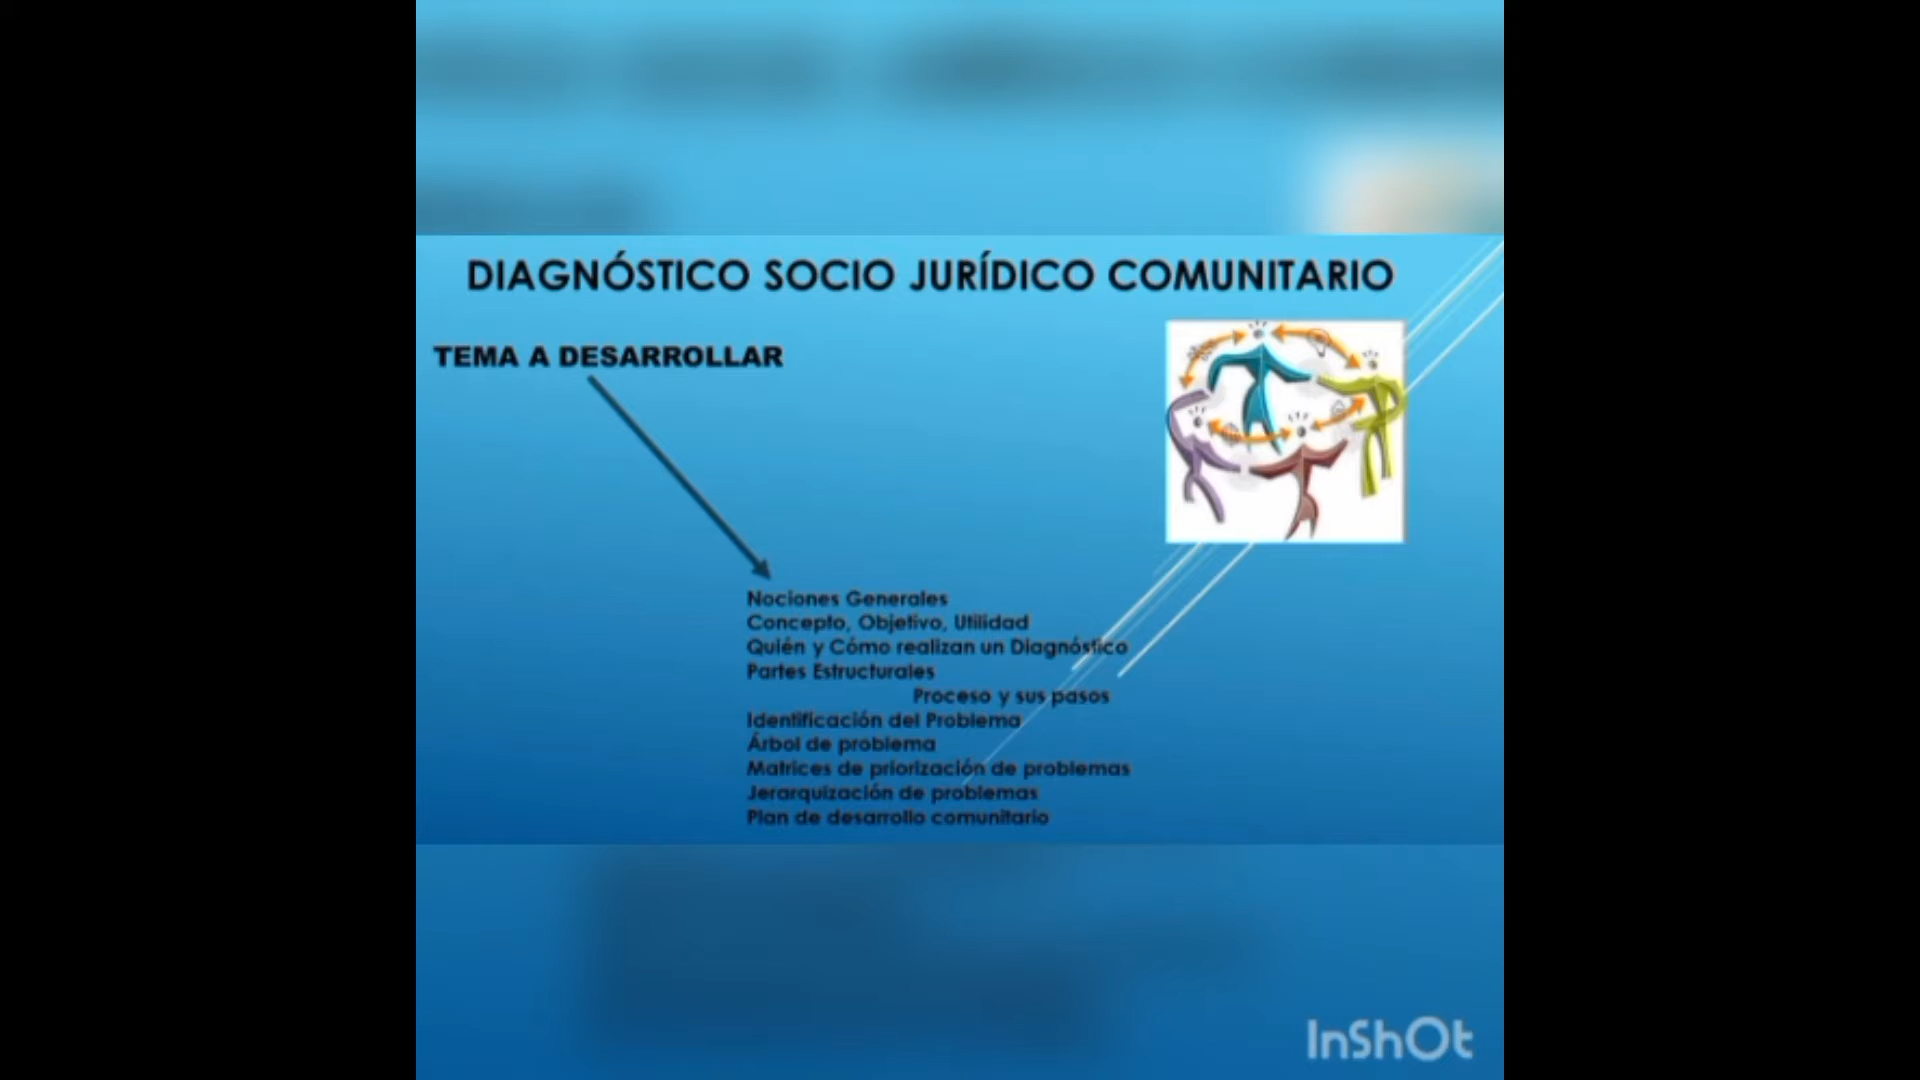 DIAGNÓSTICO SOCIO JURÍDICO COMUNITARIO
TEMA A DESARROLLAR
Nociones Generales
Concepto, Objetivo, Utilidad
Quién y Cómo realizan un Diagnóstico
Partes Estructurales
Proceso y sus pasos
Identificación del Problema
Árbol de problema
Matrices de priorización de problemas
Jerarquización de problemas
Plan de desarrollo comunitario
InShOt